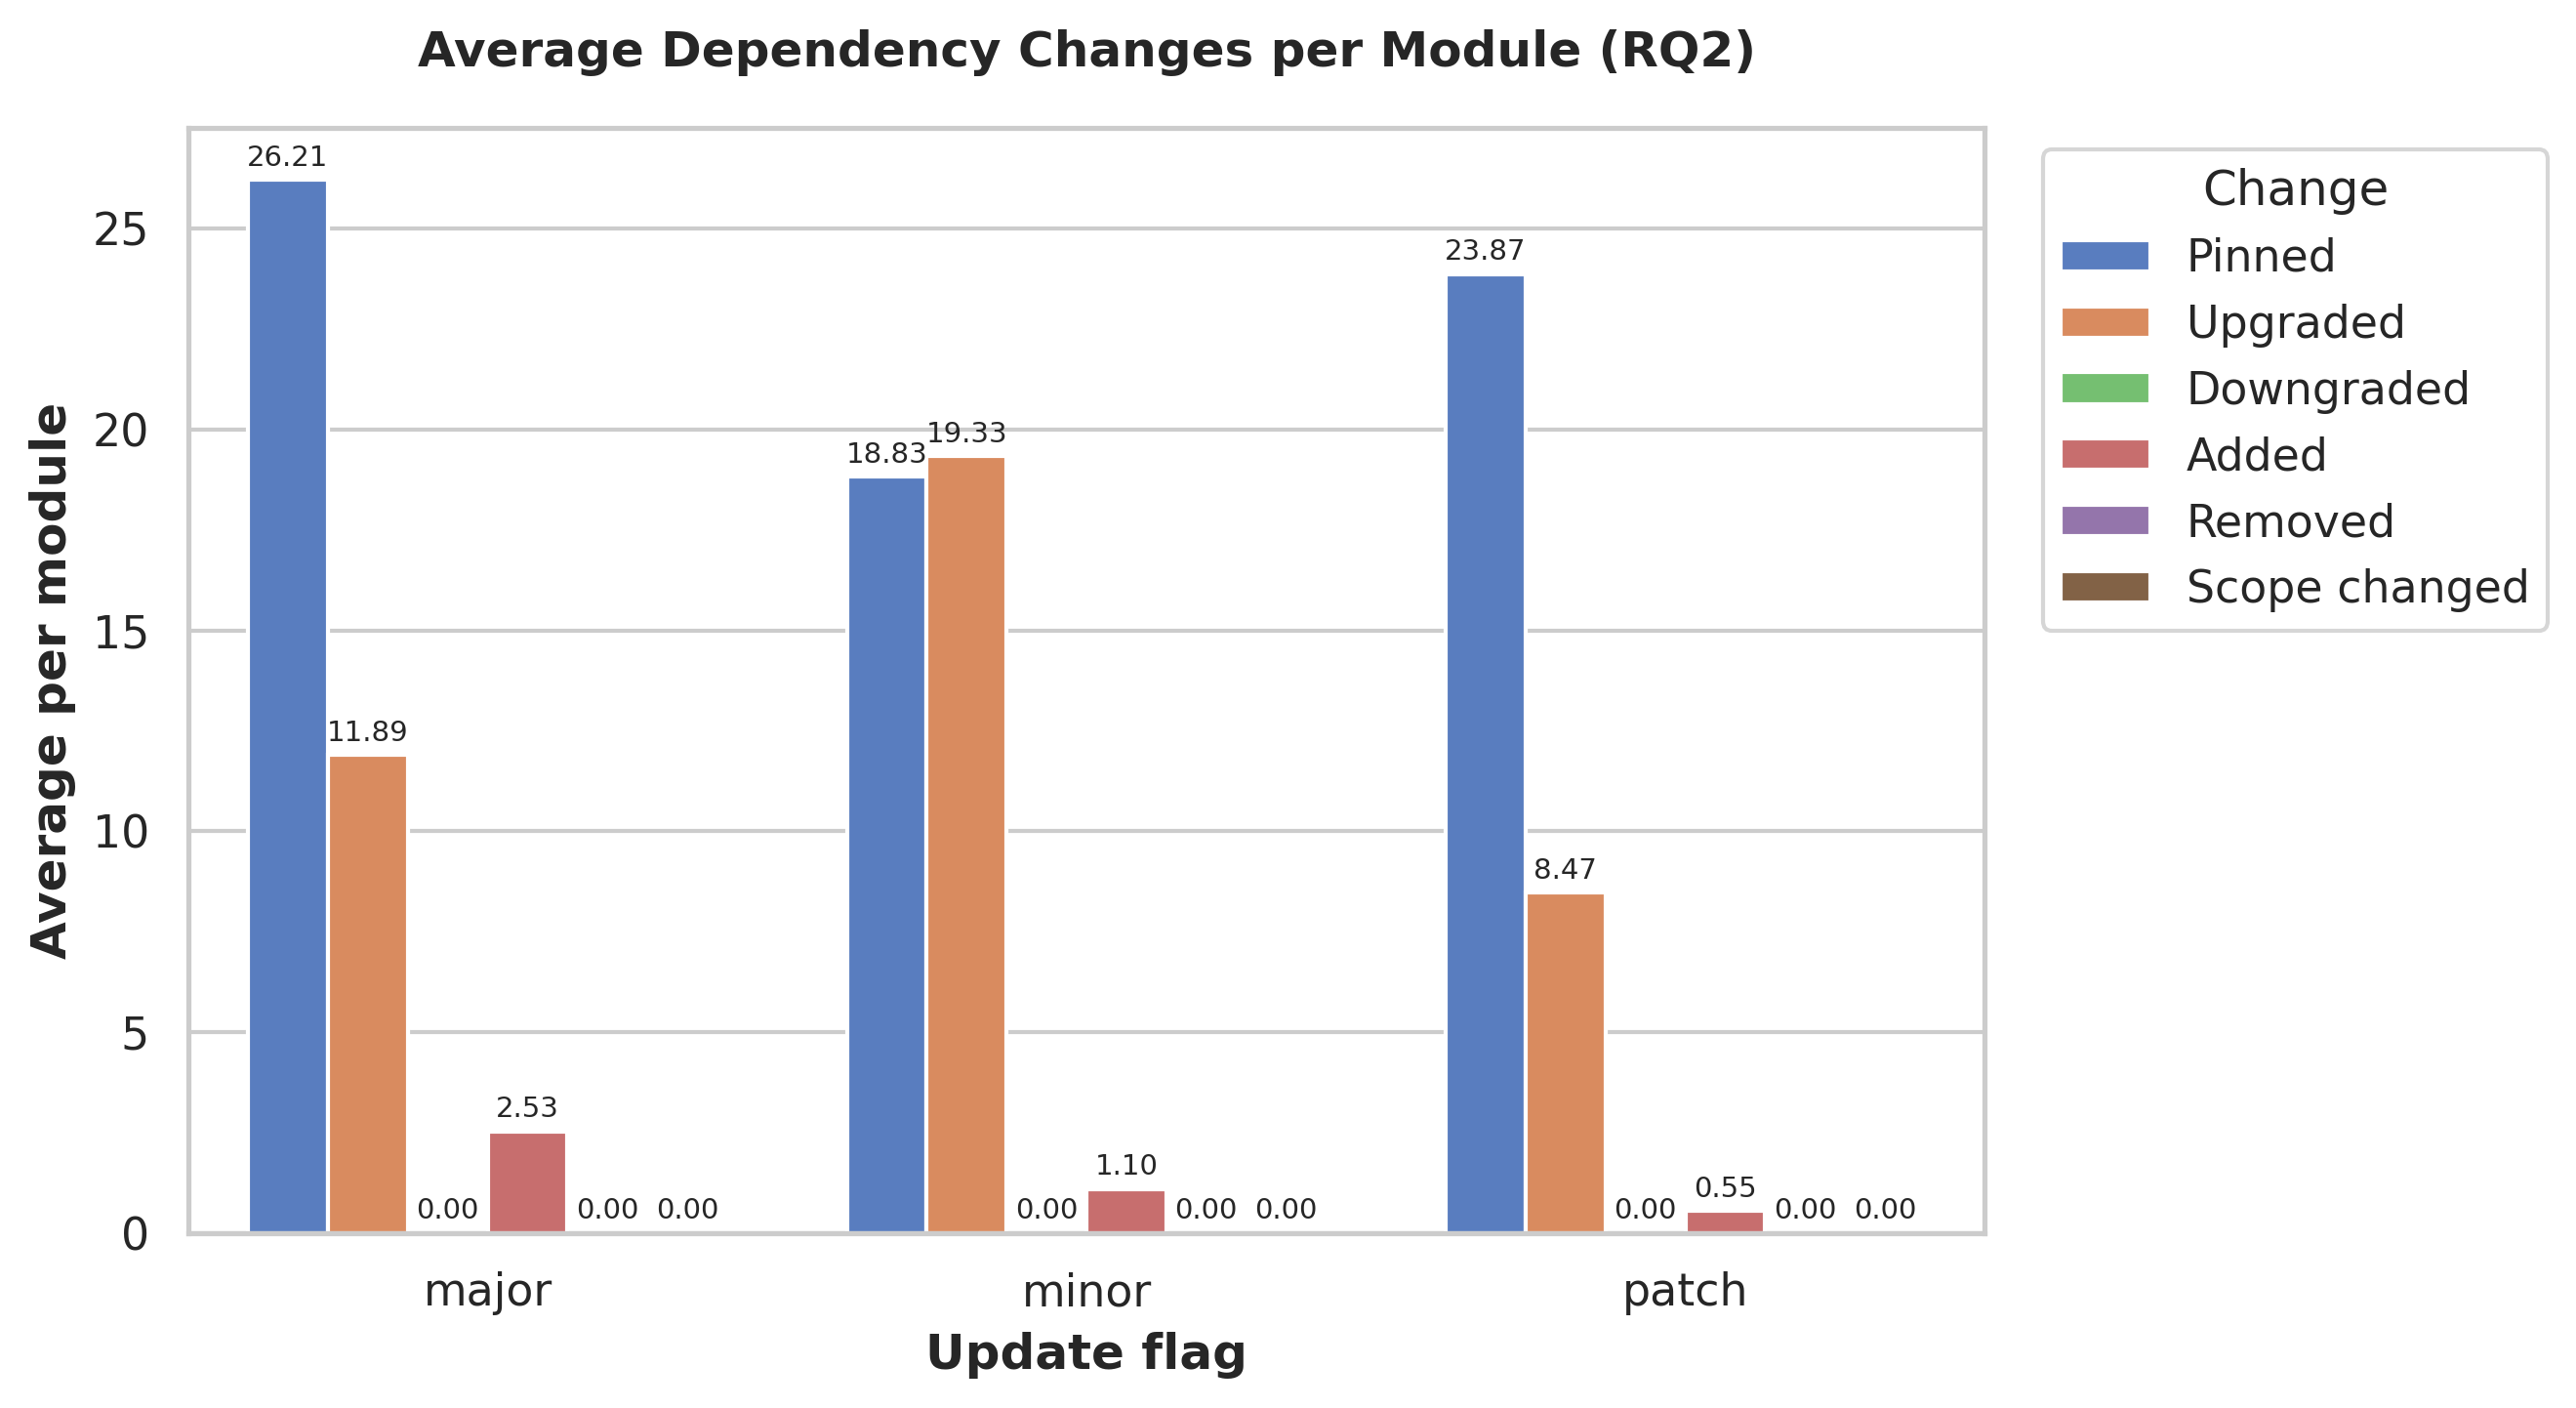 Average Dependency Changes per Module (RQ2)
Average per module
25
20
15
10
5
0
26.21
11.89
0.00
2.53
0.00
0.00
18.83
19.33
0.00
1.10
0.00
0.00
23.87
8.47
0.00
0.55
0.00
0.00
major
minor
patch
Update flag
Change
Pinned
Upgraded
Downgraded
Added
Removed
Scope changed